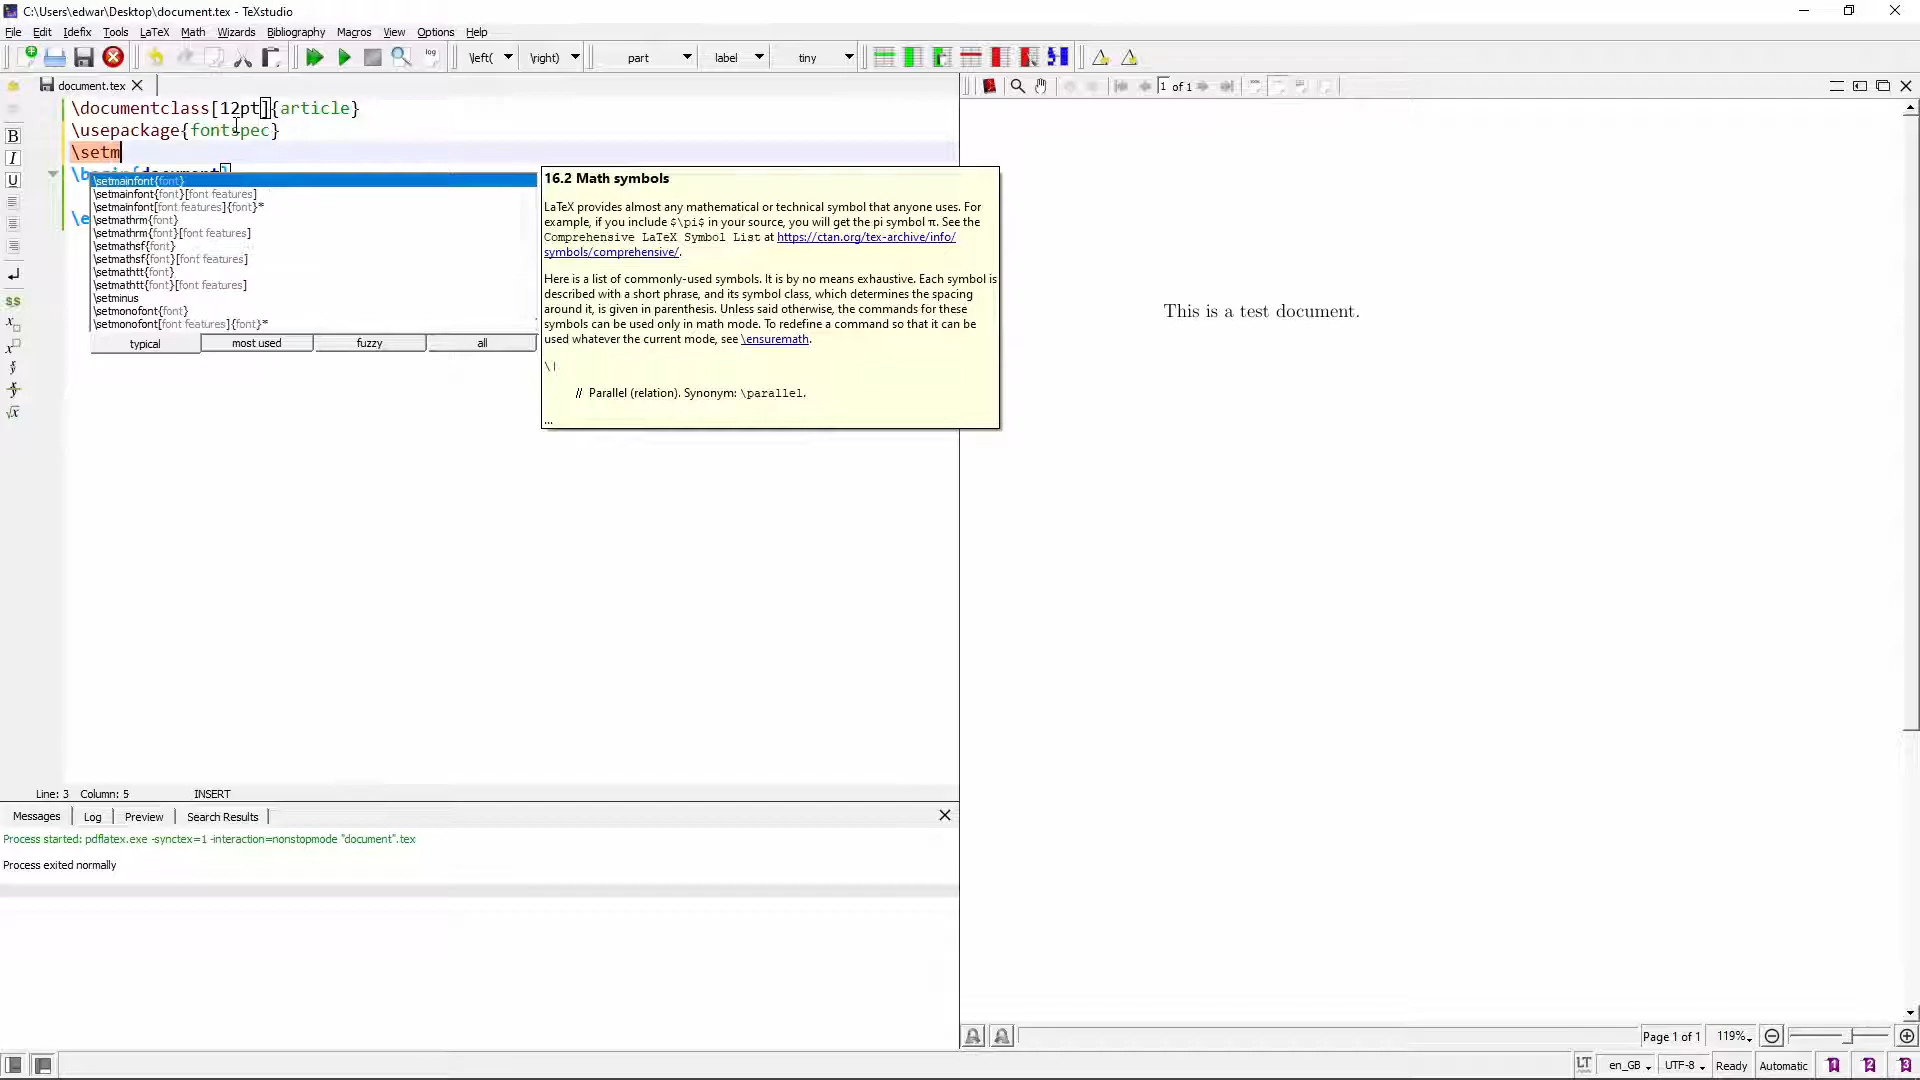 C:\Users\edwar\Desktop\document.tex - TeXstudio
File Edit Idefix Tools LaTeX Math Wizards Bibliography Macros View Options Help
log \left( \right) part label tiny
document.tex
1 of 1
\documentclass[12pt]{article}
\usepackage{fontspec}
\setm
\setmainfont{font}
\setmainfont{font}[font features]
\setmainfont[font features]{font}*
\setmathrm{font}
\setmathrm{font}[font features]
\setmathsf{font}
\setmathsf{font}[font features]
\setmathtt{font}
\setmathtt{font}[font features]
\setminus
\setmonofont{font}
\setmonofont[font features]{font}*
typical most used fuzzy all
16.2 Math symbols
LaTeX provides almost any mathematical or technical symbol that anyone uses. For
example, if you include $\pi$ in your source, you will get the pi symbol π. See the
Comprehensive LaTeX Symbol List at https://ctan.org/tex-archive/info/
symbols/comprehensive/.
Here is a list of commonly-used symbols. It is by no means exhaustive. Each symbol is
described with a short phrase, and its symbol class, which determines the spacing
around it, is given in parenthesis. Unless said otherwise, the commands for these
symbols can be used only in math mode. To redefine a command so that it can be
used whatever the current mode, see \ensuremath.
\|
∥ Parallel (relation). Synonym: \parallel.
...
This is a test document.
Line: 3 Column: 5 INSERT
Messages Log Preview Search Results
Process started: pdflatex.exe -synctex=1 -interaction=nonstopmode "document".tex
Process exited normally
Page 1 of 1 119%
LT en_GB UTF-8 Ready Automatic 1 2 3